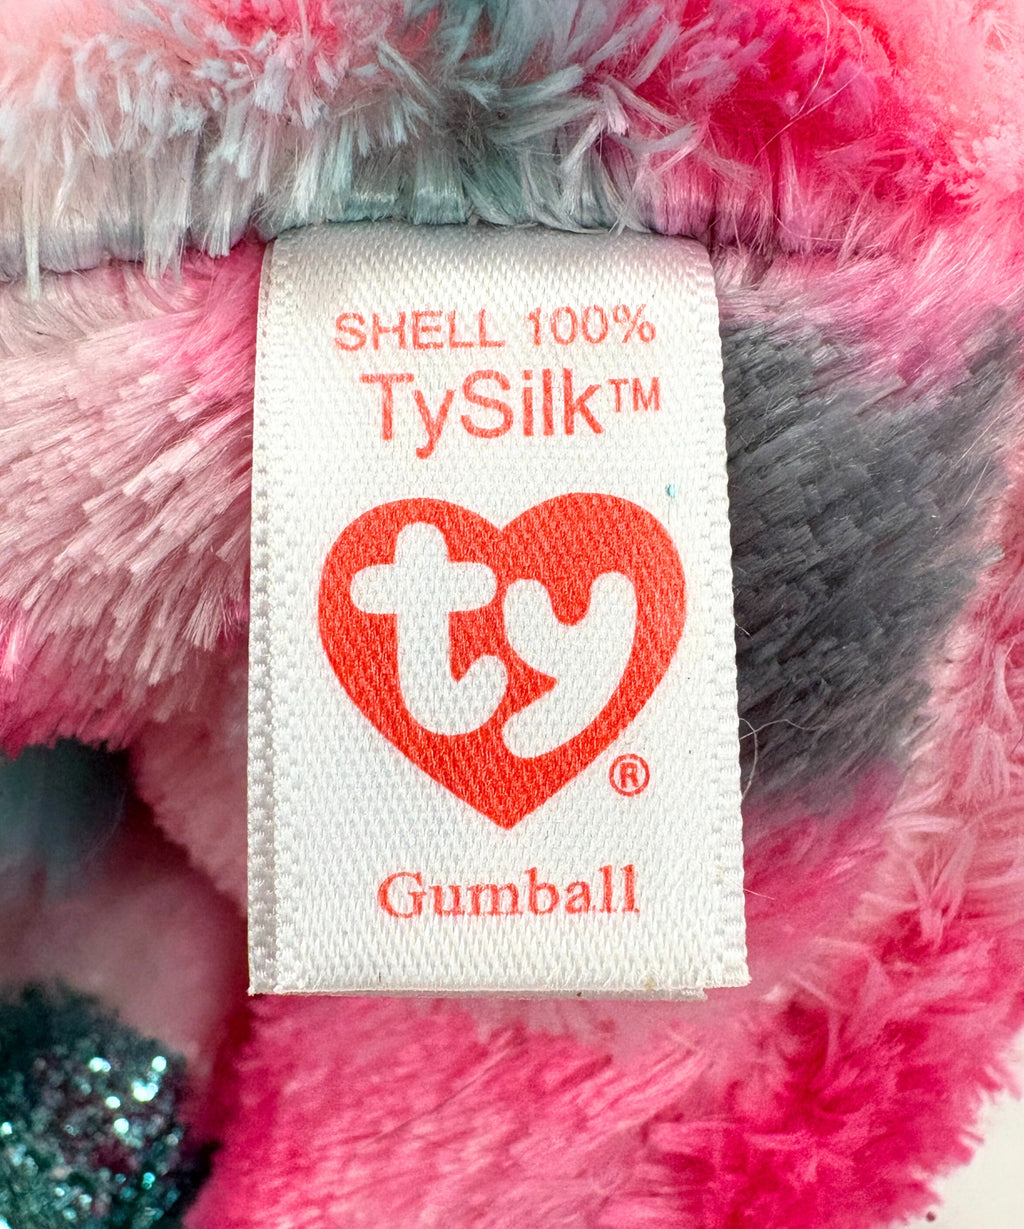 SHELL 100%
TySilk™
ty
®
Gumball